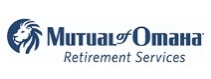 Mutual of Omaha®
Retirement Services